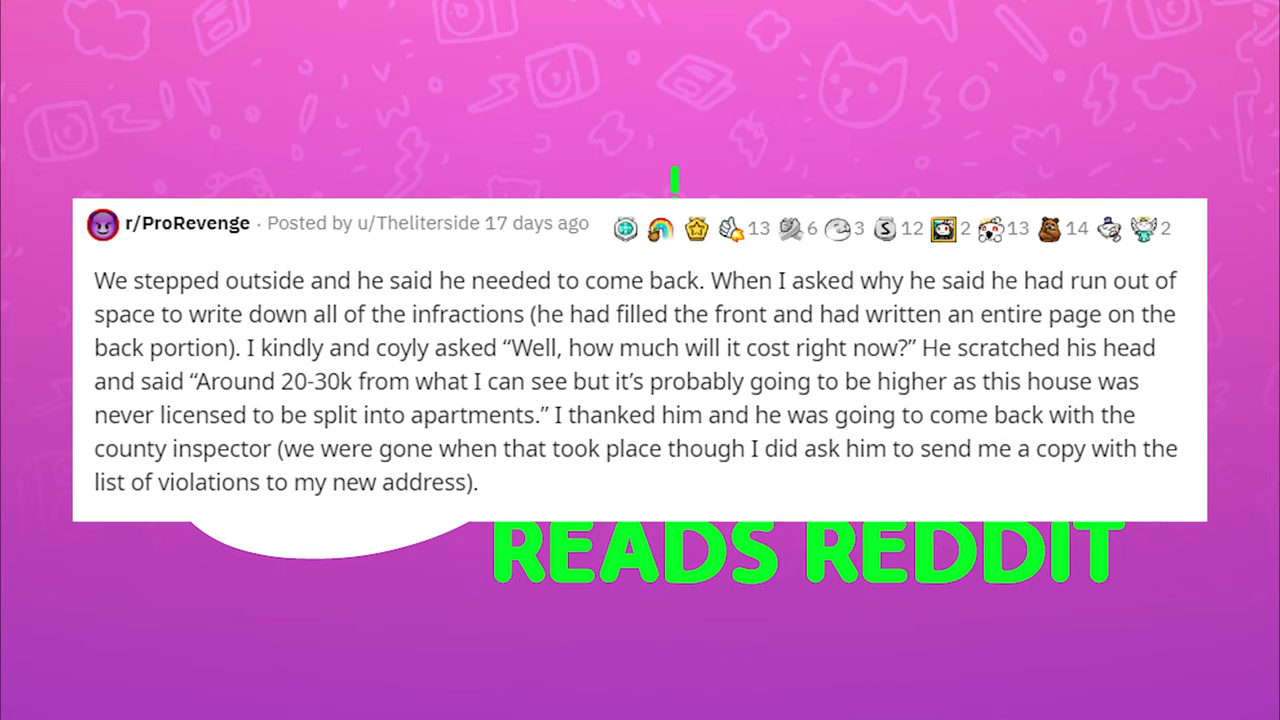 r/ProRevenge · Posted by u/Theliterside 17 days ago 13 6 3 S 12 2 13 14 2
We stepped outside and he said he needed to come back. When I asked why he said he had run out of
space to write down all of the infractions (he had filled the front and had written an entire page on the
back portion). I kindly and coyly asked “Well, how much will it cost right now?” He scratched his head
and said “Around 20-30k from what I can see but it’s probably going to be higher as this house was
never licensed to be split into apartments.” I thanked him and he was going to come back with the
county inspector (we were gone when that took place though I did ask him to send me a copy with the
list of violations to my new address).
READS REDDIT